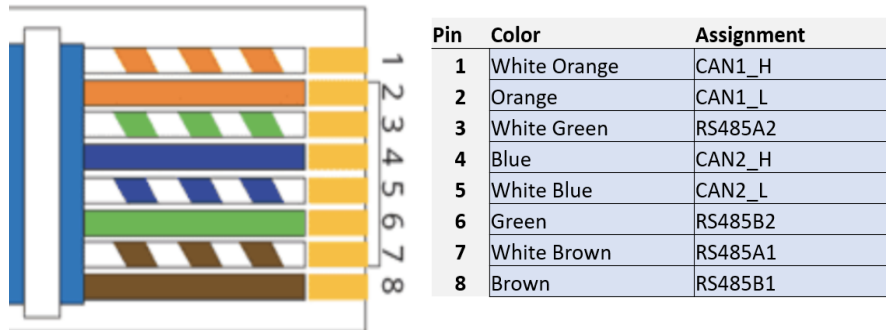 1
2
3
4
5
6
7
8
Pin Color Assignment
1 White Orange CAN1_H
2 Orange CAN1_L
3 White Green RS485A2
4 Blue CAN2_H
5 White Blue CAN2_L
6 Green RS485B2
7 White Brown RS485A1
8 Brown RS485B1